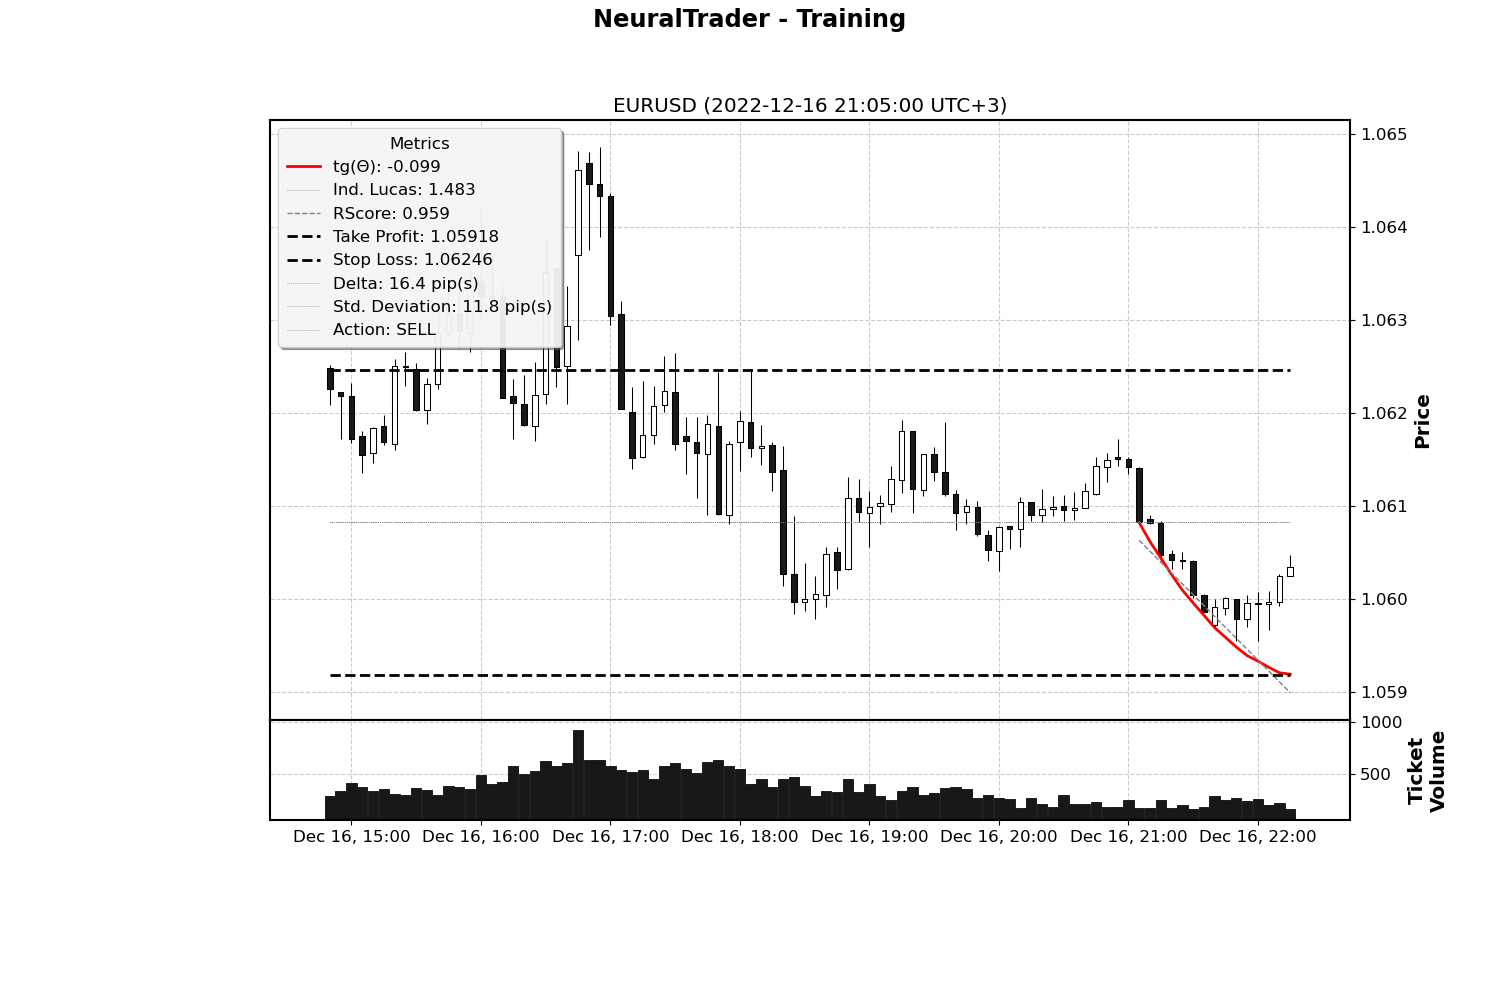 NeuralTrader - Training
EURUSD (2022-12-16 21:05:00 UTC+3)
Metrics
tg(Θ): -0.099
Ind. Lucas: 1.483
RScore: 0.959
Take Profit: 1.05918
Stop Loss: 1.06246
Delta: 16.4 pip(s)
Std. Deviation: 11.8 pip(s)
Action: SELL
1.065
1.064
1.063
1.062
1.061
1.060
1.059
Price
1000
500
Ticket
Volume
Dec 16, 15:00
Dec 16, 16:00
Dec 16, 17:00
Dec 16, 18:00
Dec 16, 19:00
Dec 16, 20:00
Dec 16, 21:00
Dec 16, 22:00